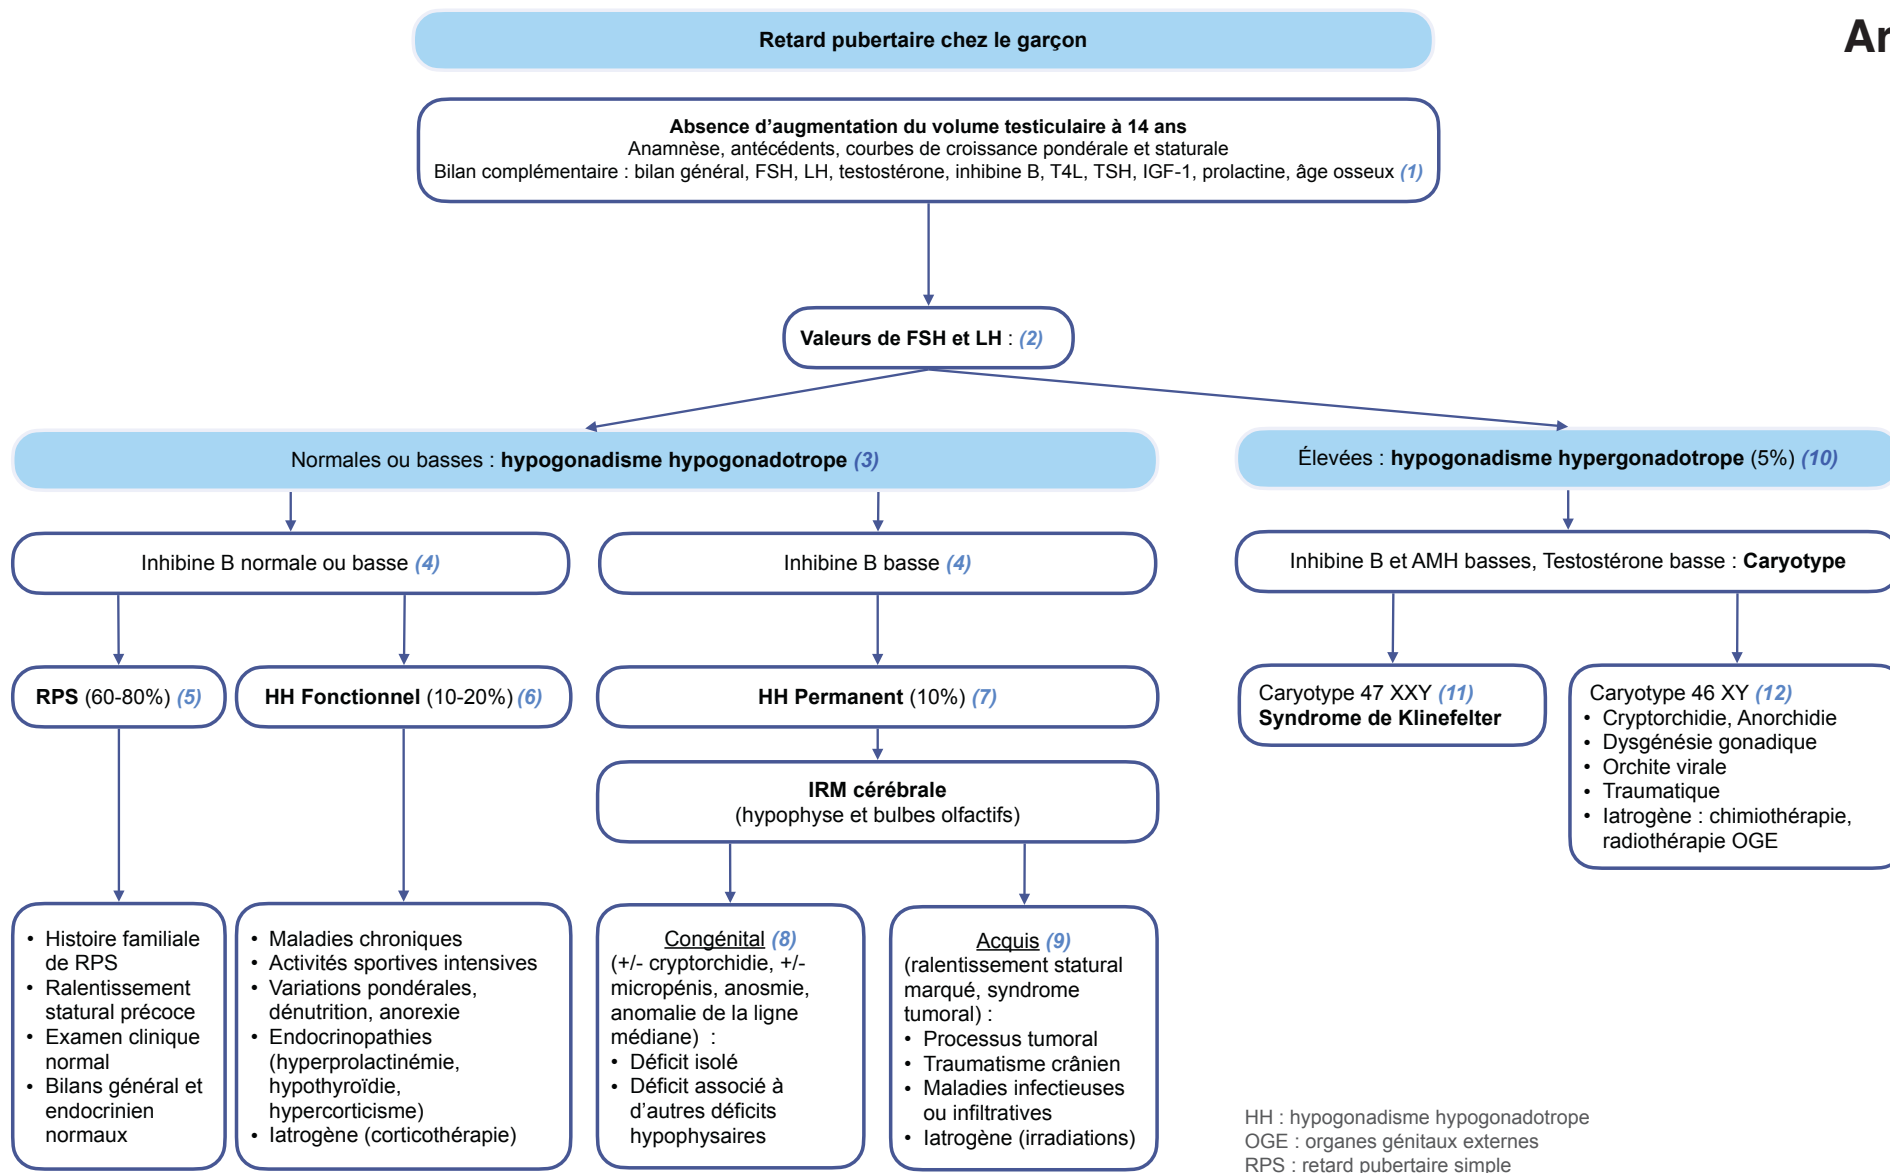 Retard pubertaire chez le garçon
Ar
Absence d'augmentation du volume testiculaire à 14 ans
Anamnèse, antécédents, courbes de croissance pondérale et staturale
Bilan complémentaire : bilan général, FSH, LH, testostérone, inhibine B, T4L, TSH, IGF-1, prolactine, âge osseux (1)
Valeurs de FSH et LH : (2)
Normales ou basses : hypogonadisme hypogonadotrope (3)
Élevées : hypogonadisme hypergonadotrope (5%) (10)
Inhibine B normale ou basse (4)
Inhibine B basse (4)
Inhibine B et AMH basses, Testostérone basse : Caryotype
RPS (60-80%) (5)
HH Fonctionnel (10-20%) (6)
HH Permanent (10%) (7)
Caryotype 47 XXY (11)
Syndrome de Klinefelter
Caryotype 46 XY (12)
• Cryptorchidie, Anorchidie
• Dysgénésie gonadique
• Orchite virale
• Traumatique
• Iatrogène : chimiothérapie,
radiothérapie OGE
IRM cérébrale
(hypophyse et bulbes olfactifs)
• Histoire familiale
de RPS
• Ralentissement
statural précoce
• Examen clinique
normal
• Bilans général et
endocrinien
normaux
• Maladies chroniques
• Activités sportives intensives
• Variations pondérales,
dénutrition, anorexie
• Endocrinopathies
(hyperprolactinémie,
hypothyroïdie,
hypercorticisme)
• Iatrogène (corticothérapie)
Congénital (8)
(+/- cryptorchidie, +/-
micropénis, anosmie,
anomalie de la ligne
médiane) :
• Déficit isolé
• Déficit associé à
d'autres déficits
hypophysaires
Acquis (9)
(ralentissement statural
marqué, syndrome
tumoral) :
• Processus tumoral
• Traumatisme crânien
• Maladies infectieuses
ou infiltratives
• Iatrogène (irradiations)
HH : hypogonadisme hypogonadotrope
OGE : organes génitaux externes
RPS : retard pubertaire simple